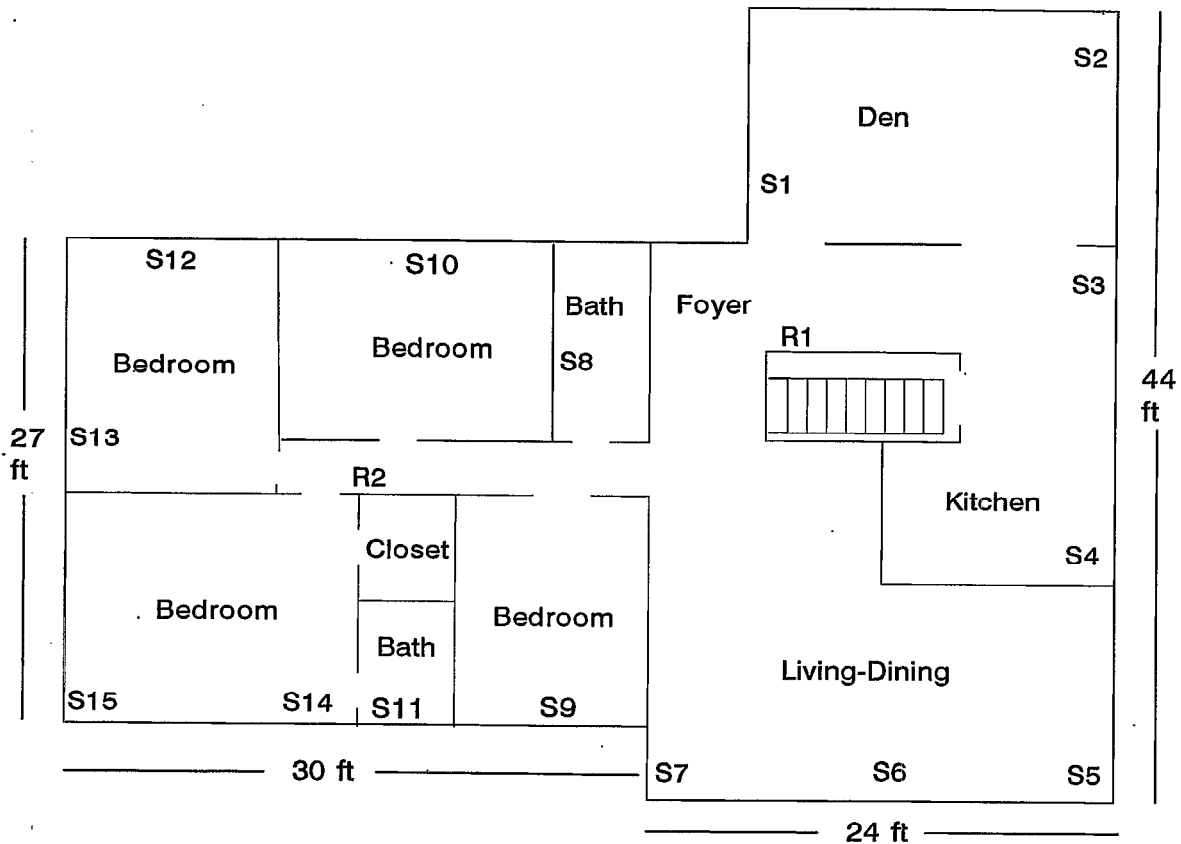 S2
Den
S1
S12
S10
Bath
Foyer
S3
R1
Bedroom
Bedroom
S8
44
ft
27
ft
S13
R2
Kitchen
Closet
S4
Bedroom
Bedroom
Bath
Living-Dining
S15
S14
S11
S9
30 ft
S7
S6
S5
24 ft